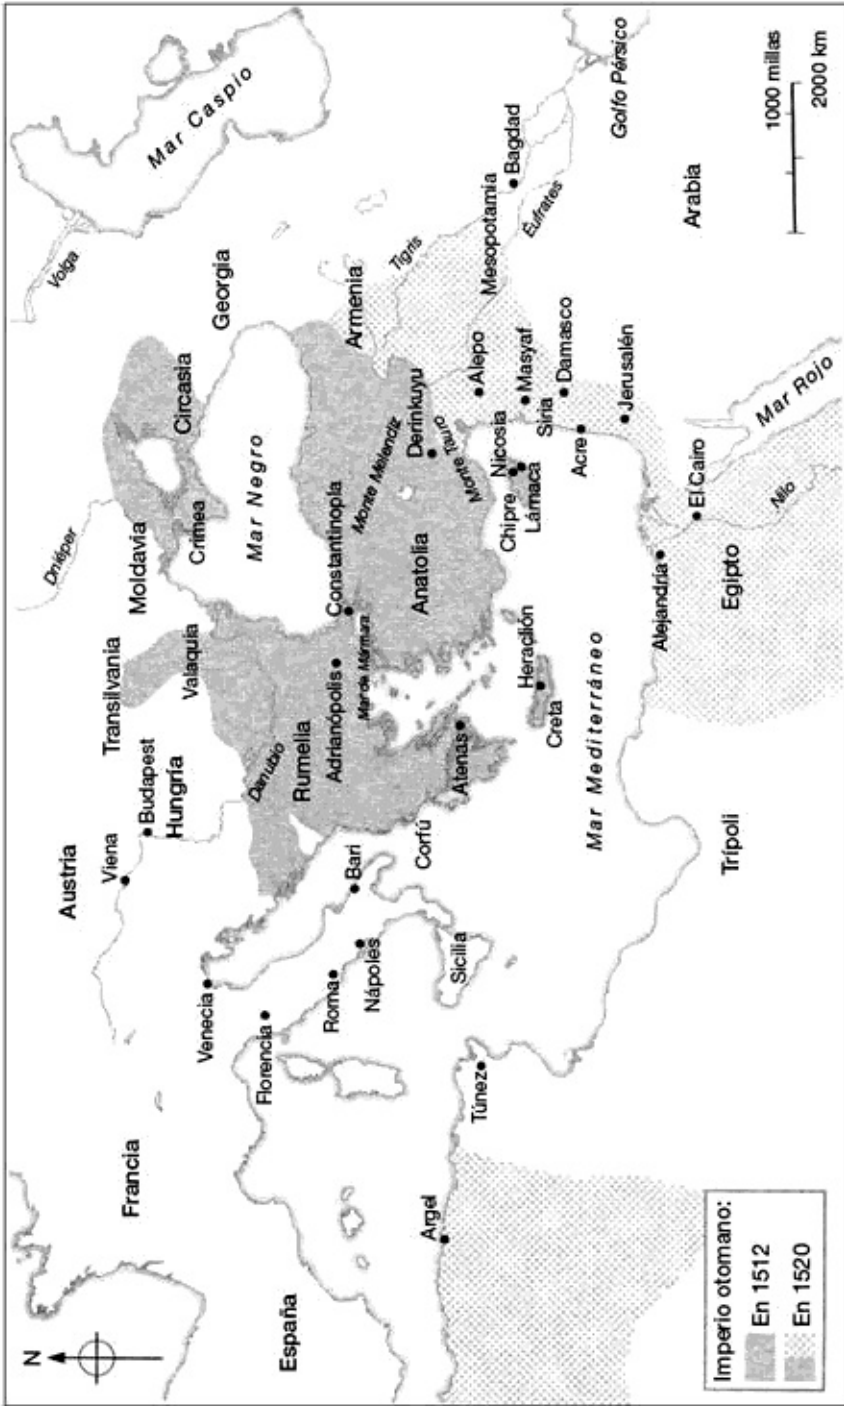 N
Francia
España
Austria
Viena
Budapest
Hungría
Venecia
Florencia
Roma
Nápoles
Bari
Sicilia
Corfú
Túnez
Argel
Trípoli
Transilvania
Moldavia
Valaquia
Danubio
Rumelia
Adrianópolis
Mar de Mármara
Constantinopla
Atenas
Heraclión
Creta
Mar Mediterráneo
Dniéper
Crimea
Circasia
Mar Negro
Georgia
Volga
Mar Caspio
Armenia
Monte Melendiz
Anatolia
Derinkuyu
Monte Tauro
Nicosia
Chipre
Lárnaca
Alepo
Masyaf
Siria
Damasco
Acre
Jerusalén
Tigris
Mesopotamia
Bagdad
Éufrates
Golfo Pérsico
Arabia
Mar Rojo
El Cairo
Nilo
Alejandría
Egipto
1000 millas
2000 km
Imperio otomano:
En 1512
En 1520